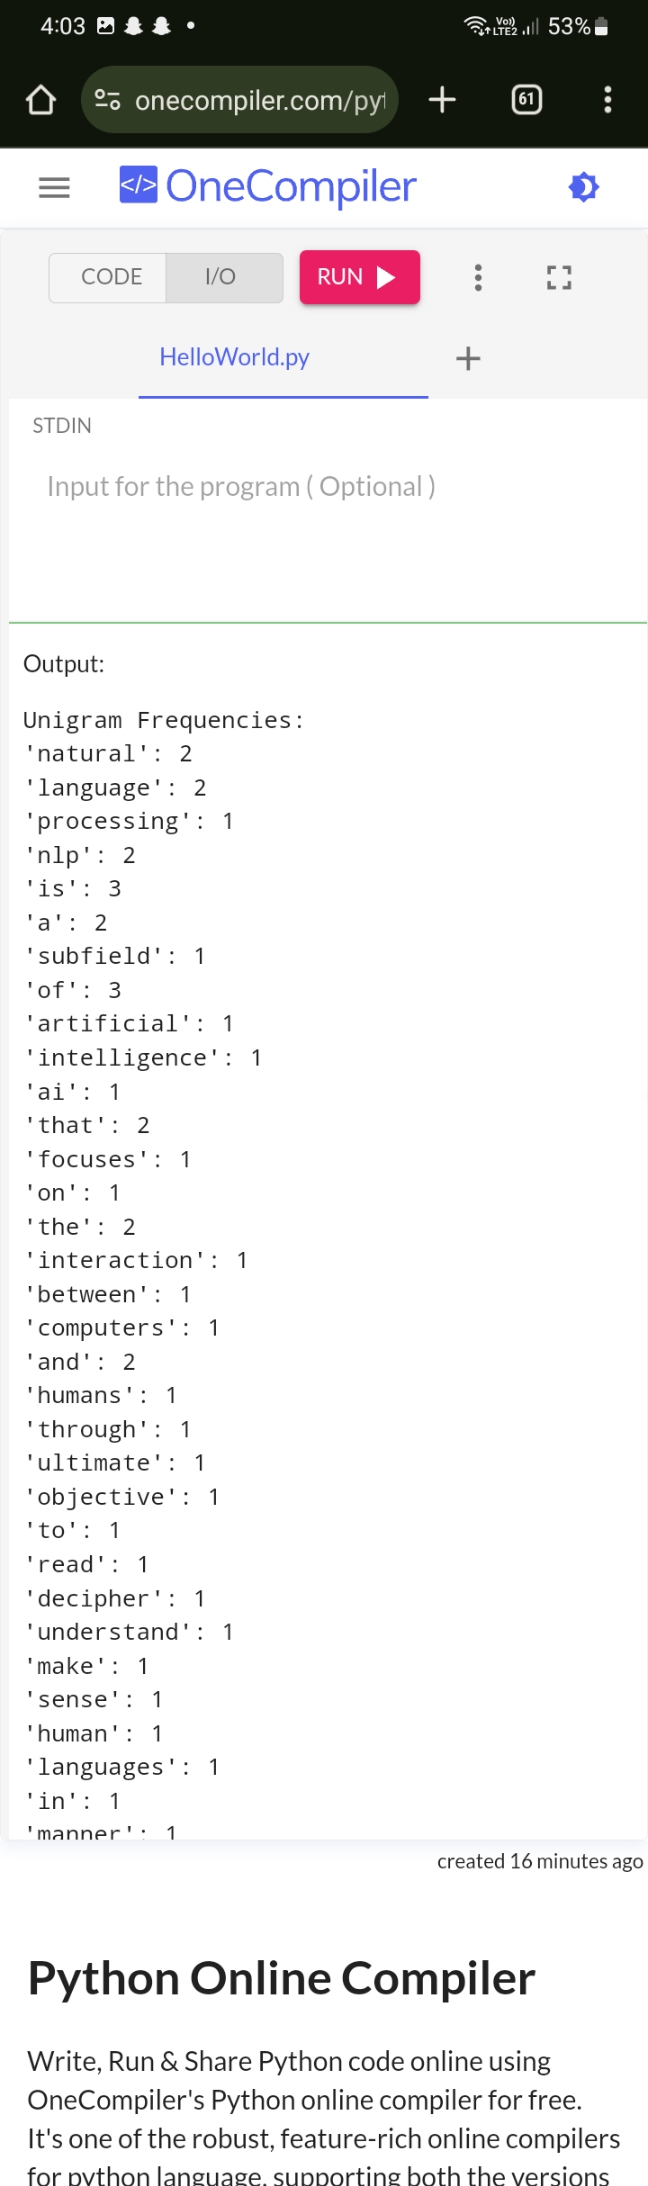 4:03
Vo) LTE2 53%
onecompiler.com/pyt
61
</> OneCompiler
CODE I/O RUN
HelloWorld.py
STDIN
Input for the program ( Optional )
Output:
Unigram Frequencies:
'natural': 2
'language': 2
'processing': 1
'nlp': 2
'is': 3
'a': 2
'subfield': 1
'of': 3
'artificial': 1
'intelligence': 1
'ai': 1
'that': 2
'focuses': 1
'on': 1
'the': 2
'interaction': 1
'between': 1
'computers': 1
'and': 2
'humans': 1
'through': 1
'ultimate': 1
'objective': 1
'to': 1
'read': 1
'decipher': 1
'understand': 1
'make': 1
'sense': 1
'human': 1
'languages': 1
'in': 1
'manner': 1
created 16 minutes ago
Python Online Compiler
Write, Run & Share Python code online using
OneCompiler's Python online compiler for free.
It's one of the robust, feature-rich online compilers
for python language, supporting both the versions